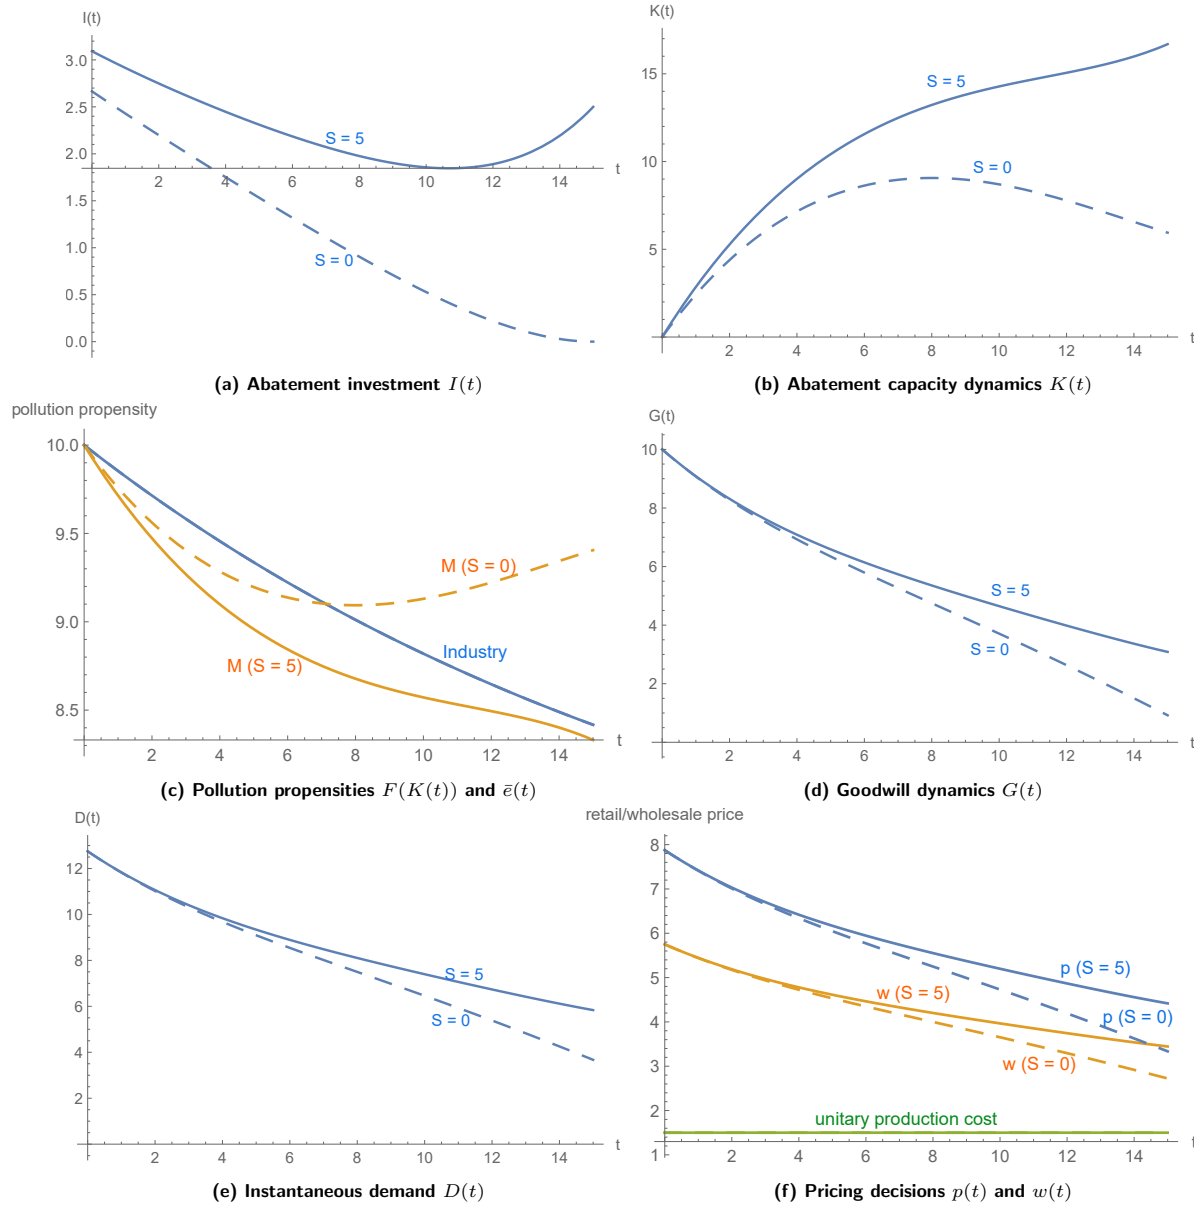 I(t)
3.0
2.5
2.0
1.5
1.0
0.5
0.0
2 4 6 8 10 12 14 t
S = 5
S = 0
(a) Abatement investment I(t)
K(t)
15
10
5
S = 5
S = 0
2 4 6 8 10 12 14 t
(b) Abatement capacity dynamics K(t)
pollution propensity
10.0
9.5
9.0
8.5
M (S = 0)
Industry
M (S = 5)
2 4 6 8 10 12 14 t
(c) Pollution propensities F(K(t)) and ē(t)
G(t)
10
8
6
4
2
S = 5
S = 0
2 4 6 8 10 12 14 t
(d) Goodwill dynamics G(t)
D(t)
12
10
8
6
4
2
S = 5
S = 0
2 4 6 8 10 12 14 t
(e) Instantaneous demand D(t)
retail/wholesale price
8
7
6
5
4
3
2
1
p (S = 5)
w (S = 5)
p (S = 0)
w (S = 0)
unitary production cost
2 4 6 8 10 12 14 t
(f) Pricing decisions p(t) and w(t)